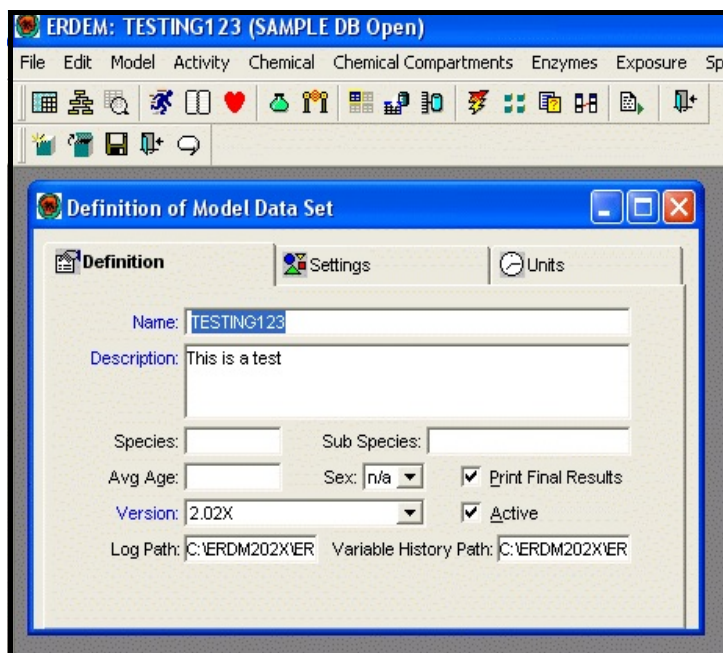 ERDEM: TESTING123 (SAMPLE DB Open)
File Edit Model Activity Chemical Chemical Compartments Enzymes Exposure Sp
Definition of Model Data Set
Definition Settings Units
Name: TESTING123
Description: This is a test
Species: Sub Species:
Avg Age: Sex: n/a Print Final Results
Version: 2.02X Active
Log Path: C:\ERDM202X\ER Variable History Path: C:\ERDM202X\ER